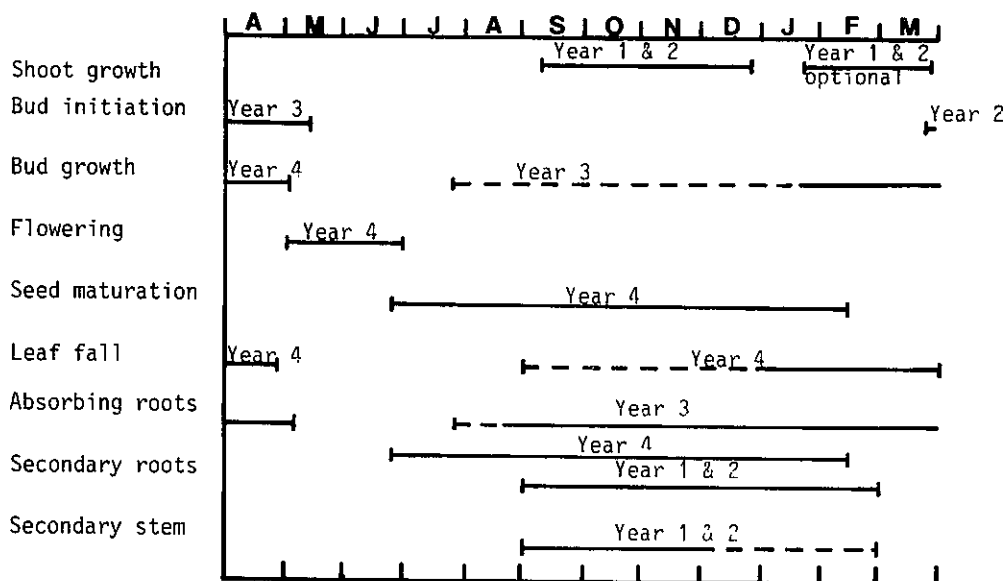 A M J J A S O N D J F M
Shoot growth Year 1 & 2 Year 1 & 2
optional
Bud initiation Year 3 Year 2
Bud growth Year 4 Year 3
Flowering Year 4
Seed maturation Year 4
Leaf fall Year 4 Year 4
Absorbing roots Year 3
Year 4
Secondary roots Year 1 & 2
Secondary stem Year 1 & 2